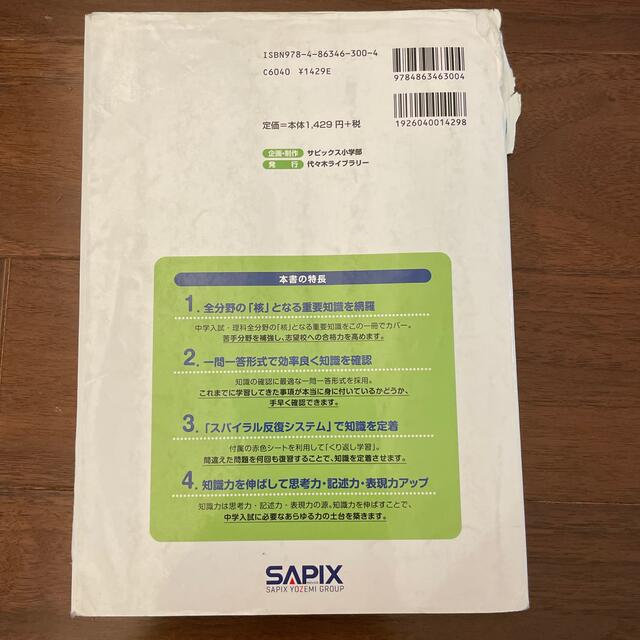 ISBN978-4-86346-300-4
C6040 ¥1429E
9784863463004
定価=本体1,429円+税
1926040014298
企画・制作 サピックス小学部
発 行 代々木ライブラリー
本書の特長
1. 全分野の「核」となる重要知識を網羅
中学入試・理科全分野の「核」となる重要知識をこの一冊でカバー。
苦手分野を補強し、志望校への合格力を高めます。
2. 一問一答形式で効率良く知識を確認
知識の確認に最適な一問一答形式を採用。
これまでに学習してきた事項が本当に身に付いているかどうか、
手早く確認できます。
3. 「スパイラル反復システム」で知識を定着
付属の赤色シートを利用して「くり返し学習」。
間違えた問題を何回も復習することで、知識を定着させます。
4. 知識力を伸ばして思考力・記述力・表現力アップ
知識力は思考力・記述力・表現力の源。知識力を伸ばすことで、
中学入試に必要なあらゆる力の土台を築きます。
SAPIX
SAPIX YOZEMI GROUP